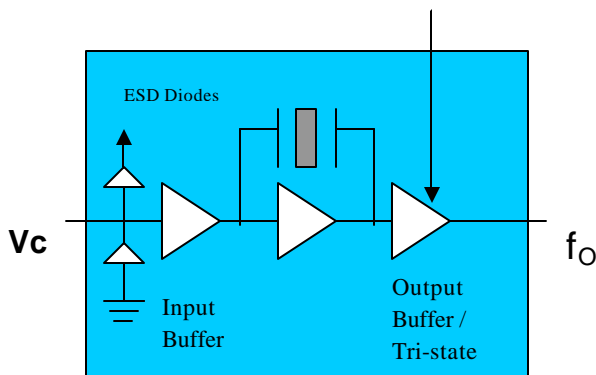 ESD Diodes
Vc
fO
Input
Buffer
Output
Buffer /
Tri-state